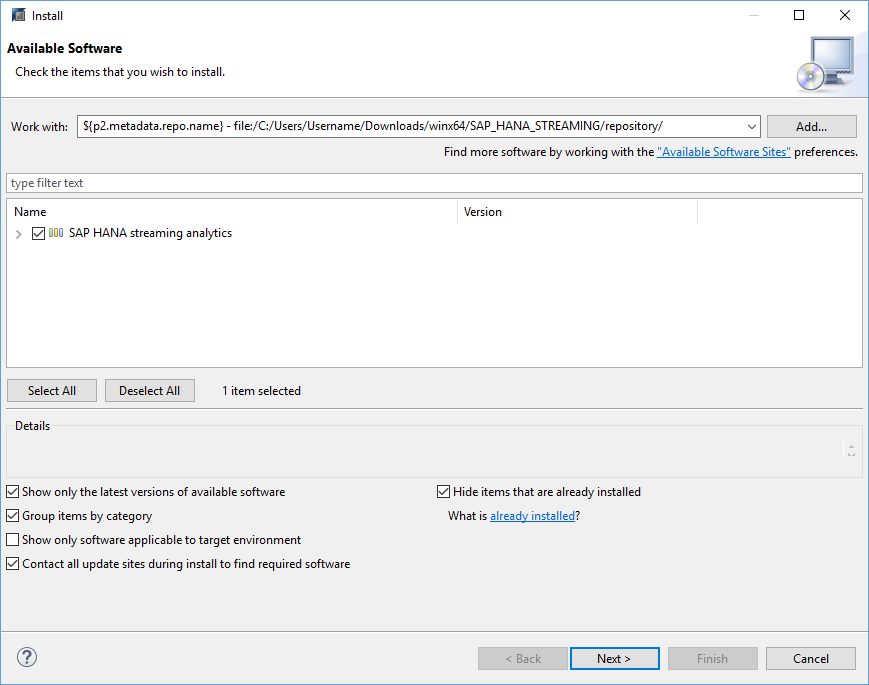 Install
Available Software
Check the items that you wish to install.
Work with: ${p2.metadata.repo.name} - file:/C:/Users/Username/Downloads/winx64/SAP_HANA_STREAMING/repository/ Add...
Find more software by working with the "Available Software Sites" preferences.
type filter text
Name Version
SAP HANA streaming analytics
Select All Deselect All 1 item selected
Details
Show only the latest versions of available software Hide items that are already installed
Group items by category What is already installed?
Show only software applicable to target environment
Contact all update sites during install to find required software
? < Back Next > Finish Cancel